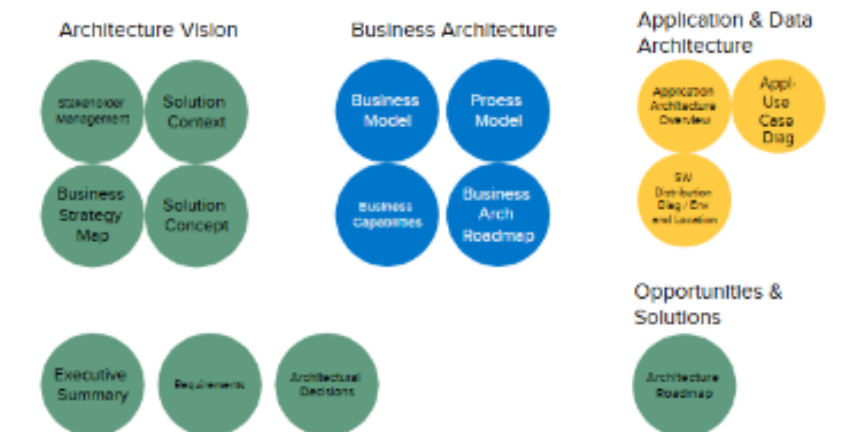 Architecture Vision
Business Architecture
Application & Data
Architecture
Stakeholder
Management
Solution
Context
Business
Strategy
Map
Solution
Concept
Business
Model
Proess
Model
Business
Capabilities
Business
Arch
Roadmap
Application
Architecture
Overview
Appl-
Use
Case
Diag
SW
Distribution
Diag / Env
and Location
Opportunities &
Solutions
Executive
Summary
Requirements
Architectural
Decisions
Architecture
Roadmap